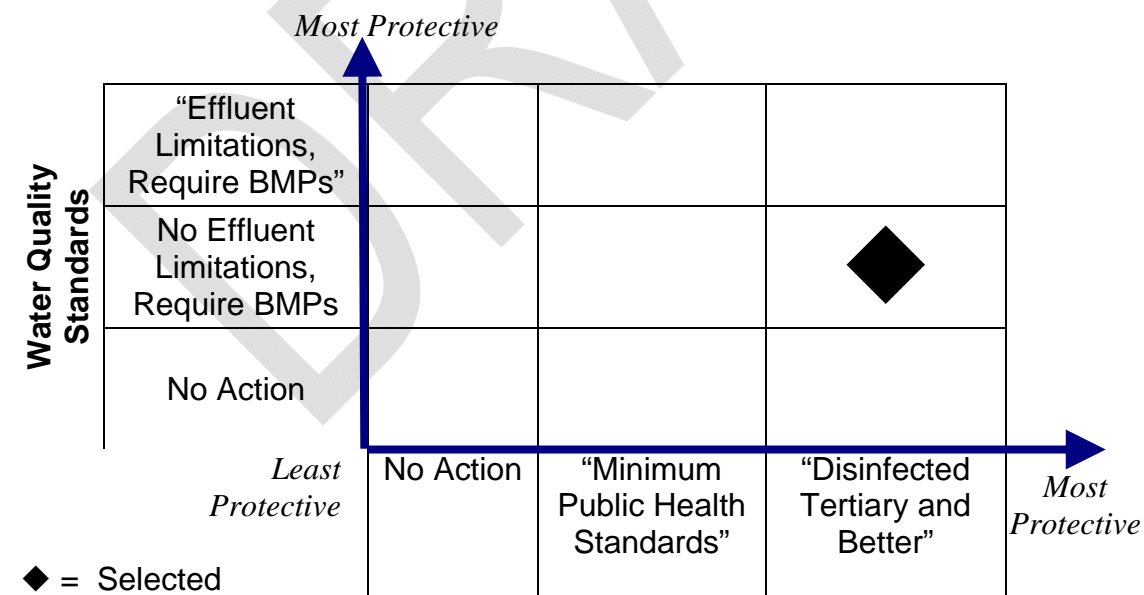 Most Protective
Water Quality
Standards
“Effluent
Limitations,
Require BMPs”
No Effluent
Limitations,
Require BMPs
No Action
Least
Protective
No Action
“Minimum
Public Health
Standards”
“Disinfected
Tertiary and
Better”
Most
Protective
◆ = Selected